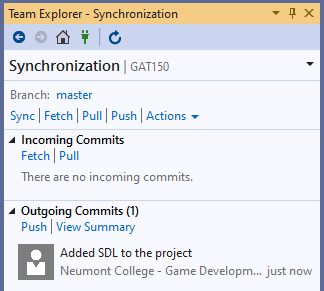 Team Explorer - Synchronization
Synchronization | GAT150
Branch: master
Sync | Fetch | Pull | Push | Actions
Incoming Commits
Fetch | Pull
There are no incoming commits.
Outgoing Commits (1)
Push | View Summary
Added SDL to the project
Neumont College - Game Developm... just now